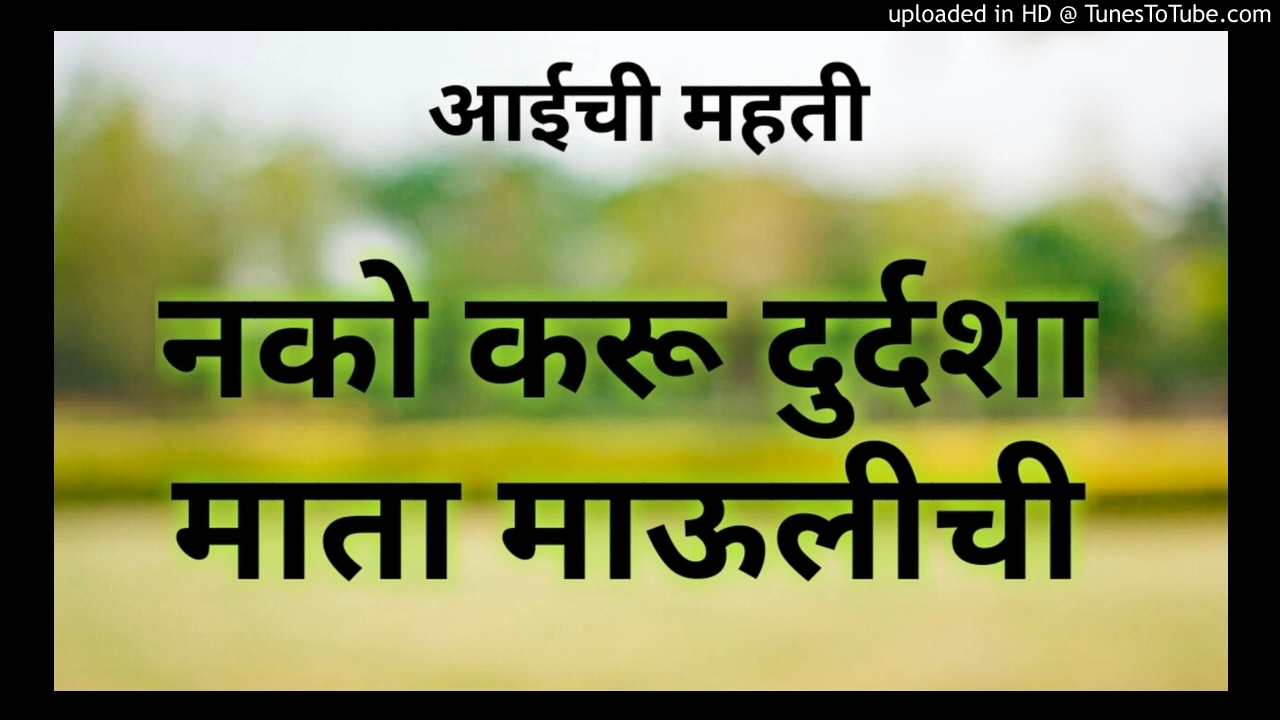 uploaded in HD @ TunesToTube.com
आईची महती
नको करू दुर्दशा
माता माऊलीची